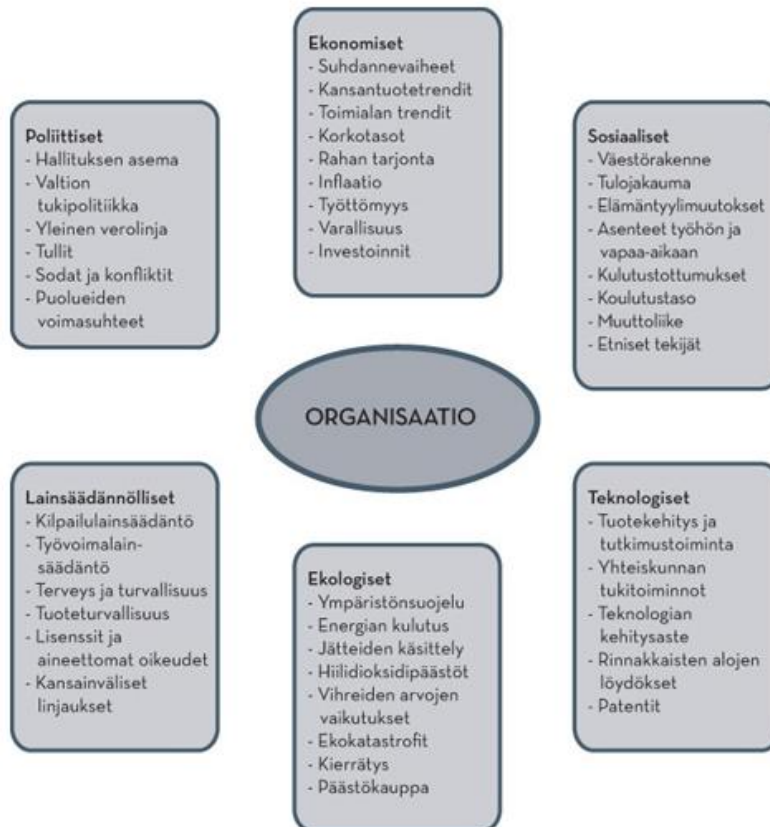 Ekonomiset
- Suhdannevaiheet
- Kansantuotetrendit
- Toimialan trendit
- Korkotasot
- Rahan tarjonta
- Inflaatio
- Työttömyys
- Varallisuus
- Investoinnit
Poliittiset
- Hallituksen asema
- Valtion
tukipolitiikka
- Yleinen verolinja
- Tullit
- Sodat ja konfliktit
- Puolueiden
voimasuhteet
Sosiaaliset
- Väestörakenne
- Tulojakauma
- Elämäntyylimuutokset
- Asenteet työhön ja
vapaa-aikaan
- Kulutustottumukset
- Koulutustaso
- Muuttoliike
- Etniset tekijät
ORGANISAATIO
Lainsäädännölliset
- Kilpailulainsäädäntö
- Työvoimalain-
säädäntö
- Terveys ja turvallisuus
- Tuoteturvallisuus
- Lisenssit ja
aineettomat oikeudet
- Kansainväliset
linjaukset
Ekologiset
- Ympäristönsuojelu
- Energian kulutus
- Jätteiden käsittely
- Hiilidioksidipäästöt
- Vihreiden arvojen
vaikutukset
- Ekokatastrofit
- Kierrätys
- Päästökauppa
Teknologiset
- Tuotekehitys ja
tutkimustoiminta
- Yhteiskunnan
tukitoiminnot
- Teknologian
kehitysaste
- Rinnakkaisten alojen
löydökset
- Patentit